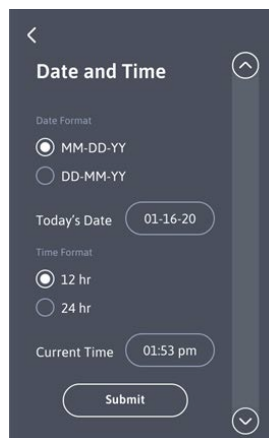 Date and Time
Date Format
MM-DD-YY
DD-MM-YY
Today's Date 01-16-20
Time Format
12 hr
24 hr
Current Time 01:53 pm
Submit